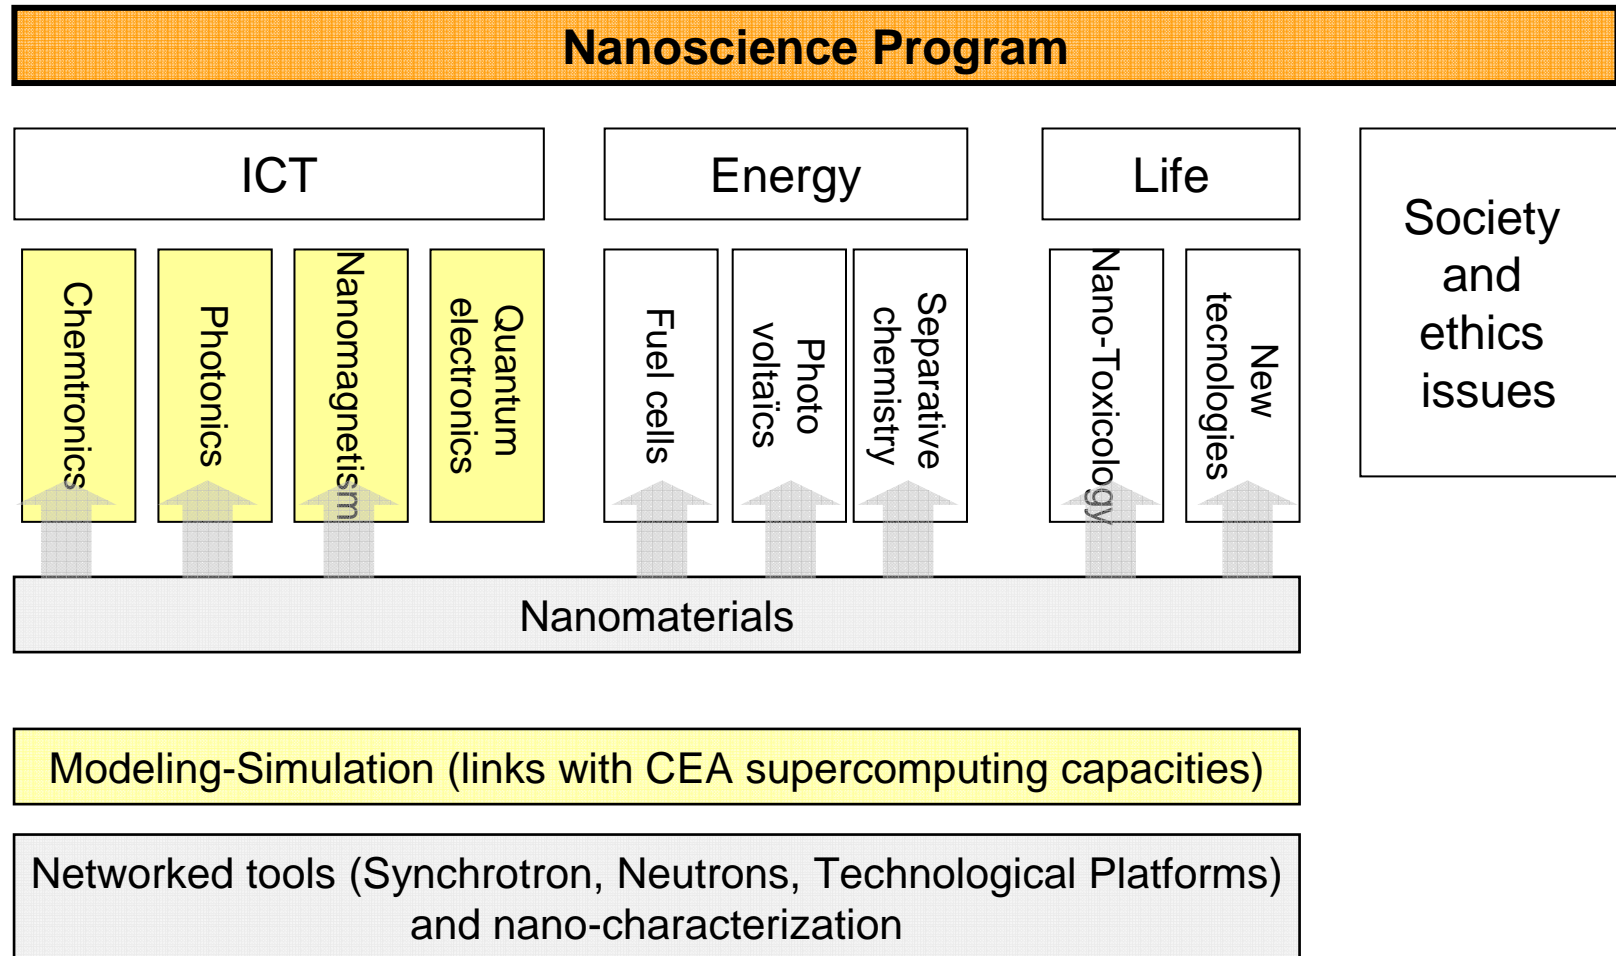 Nanoscience Program
ICT
Energy
Life
Society
and
ethics
issues
Chemtronics
Photonics
Nanomagnetism
Quantum
electronics
Fuel cells
Photo
voltaïcs
Separative
chemistry
Nano-Toxicology
New
tecnologies
Nanomaterials
Modeling-Simulation (links with CEA supercomputing capacities)
Networked tools (Synchrotron, Neutrons, Technological Platforms)
and nano-characterization